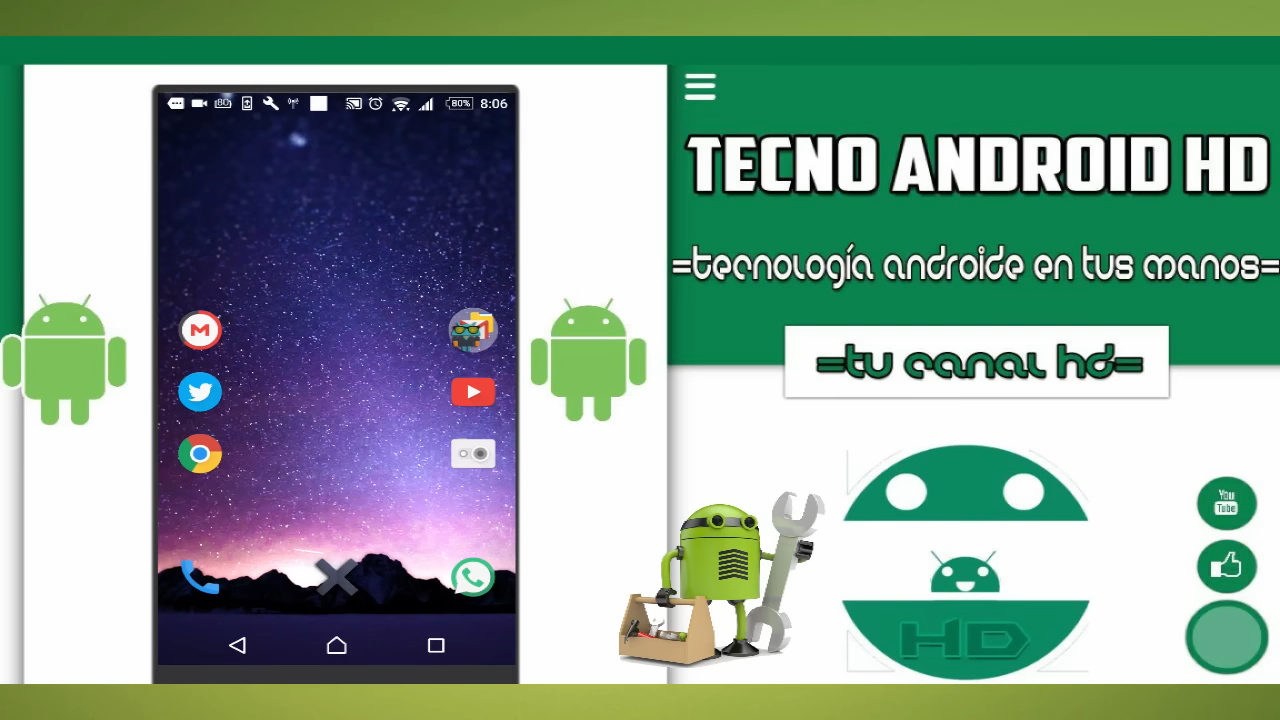 80%
8:06
TECNO ANDROID HD
=tecnología androide en tus manos=
=tu canal hd=
You
Tube
HD